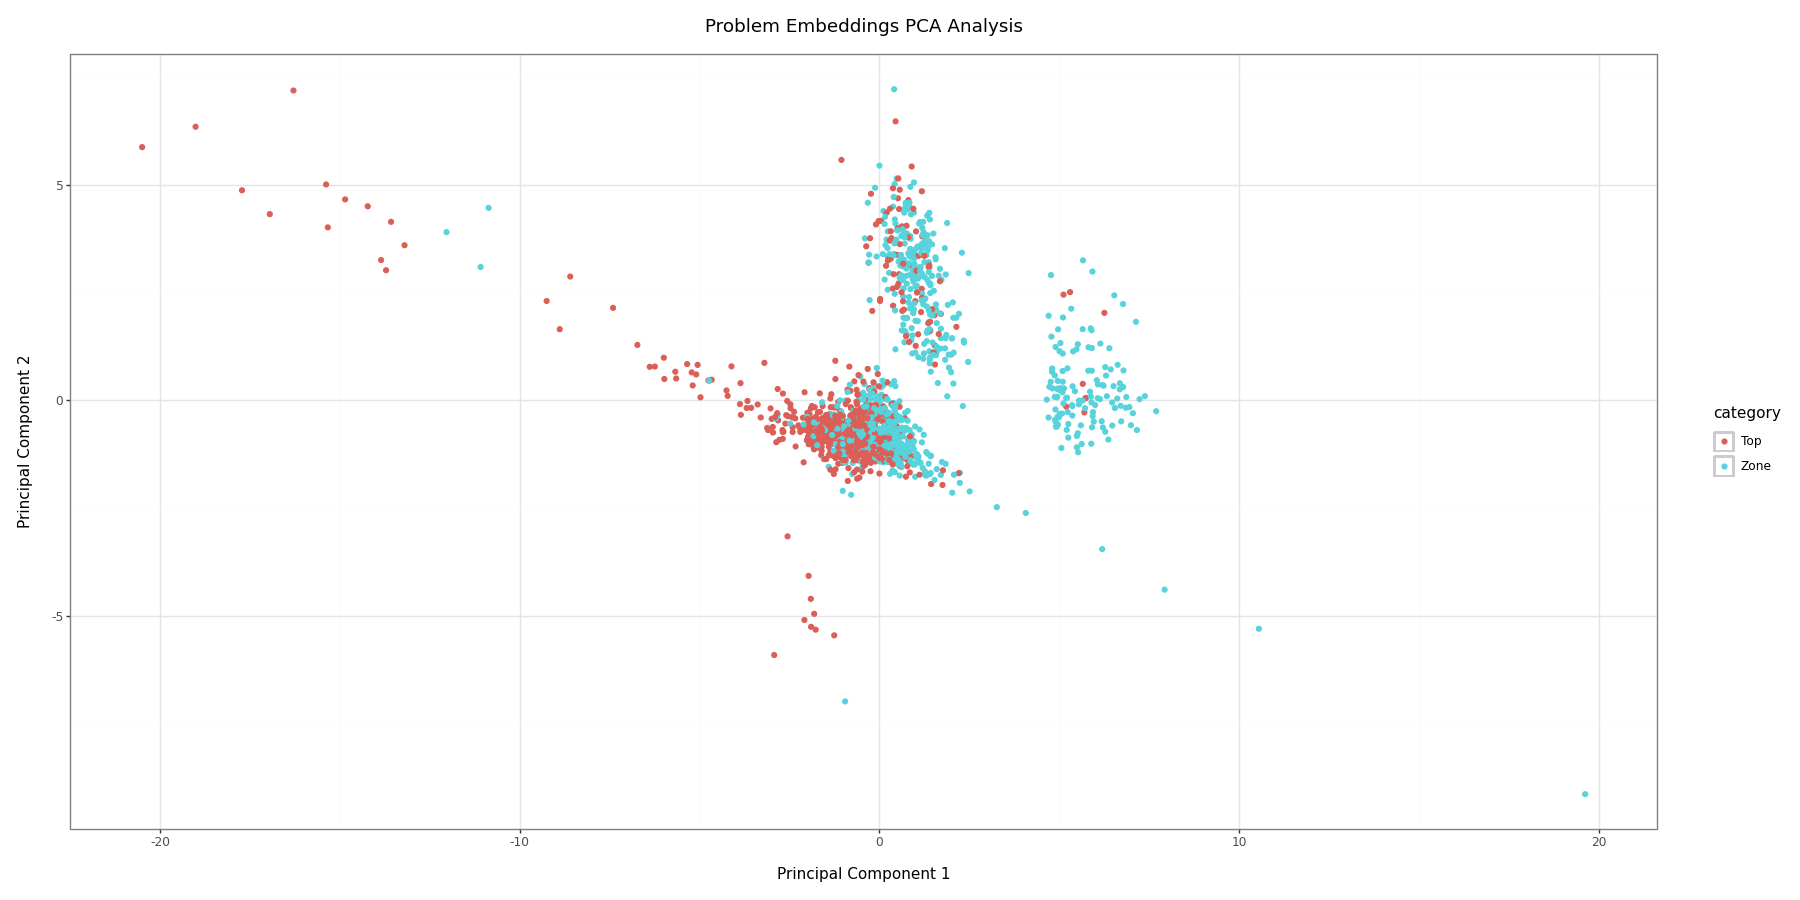 Problem Embeddings PCA Analysis
Principal Component 2
5
0
-5
-20
-10
0
10
20
Principal Component 1
category
Top
Zone